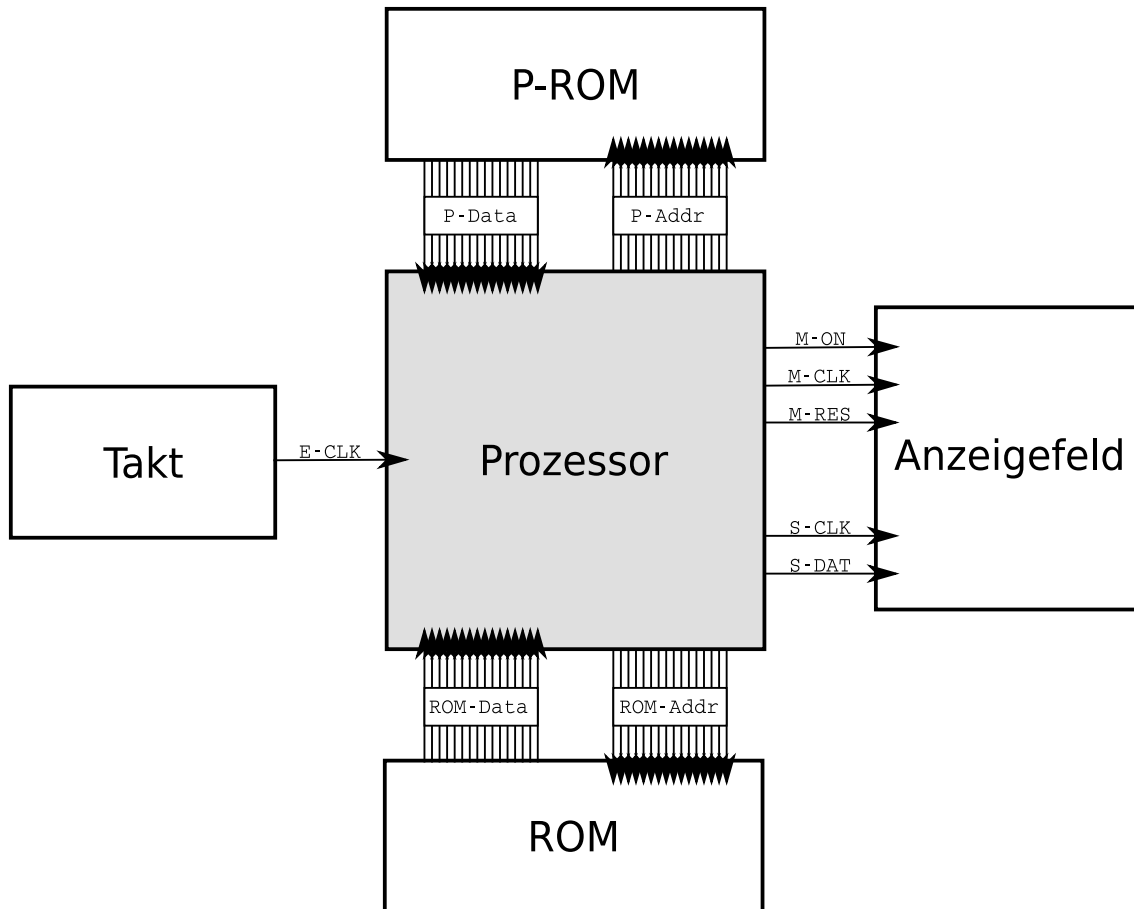 P-ROM
P-Data
P-Addr
M-ON
M-CLK
M-RES
Takt
E-CLK
Prozessor
Anzeigefeld
S-CLK
S-DAT
ROM-Data
ROM-Addr
ROM